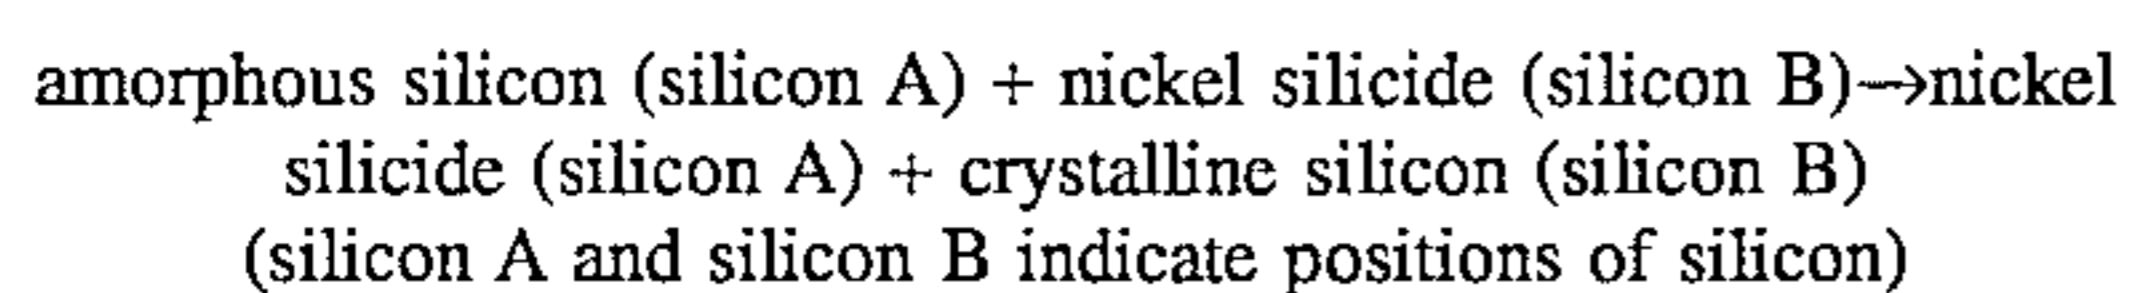 amorphous silicon (silicon A) + nickel silicide (silicon B)→nickel
silicide (silicon A) + crystalline silicon (silicon B)
(silicon A and silicon B indicate positions of silicon)